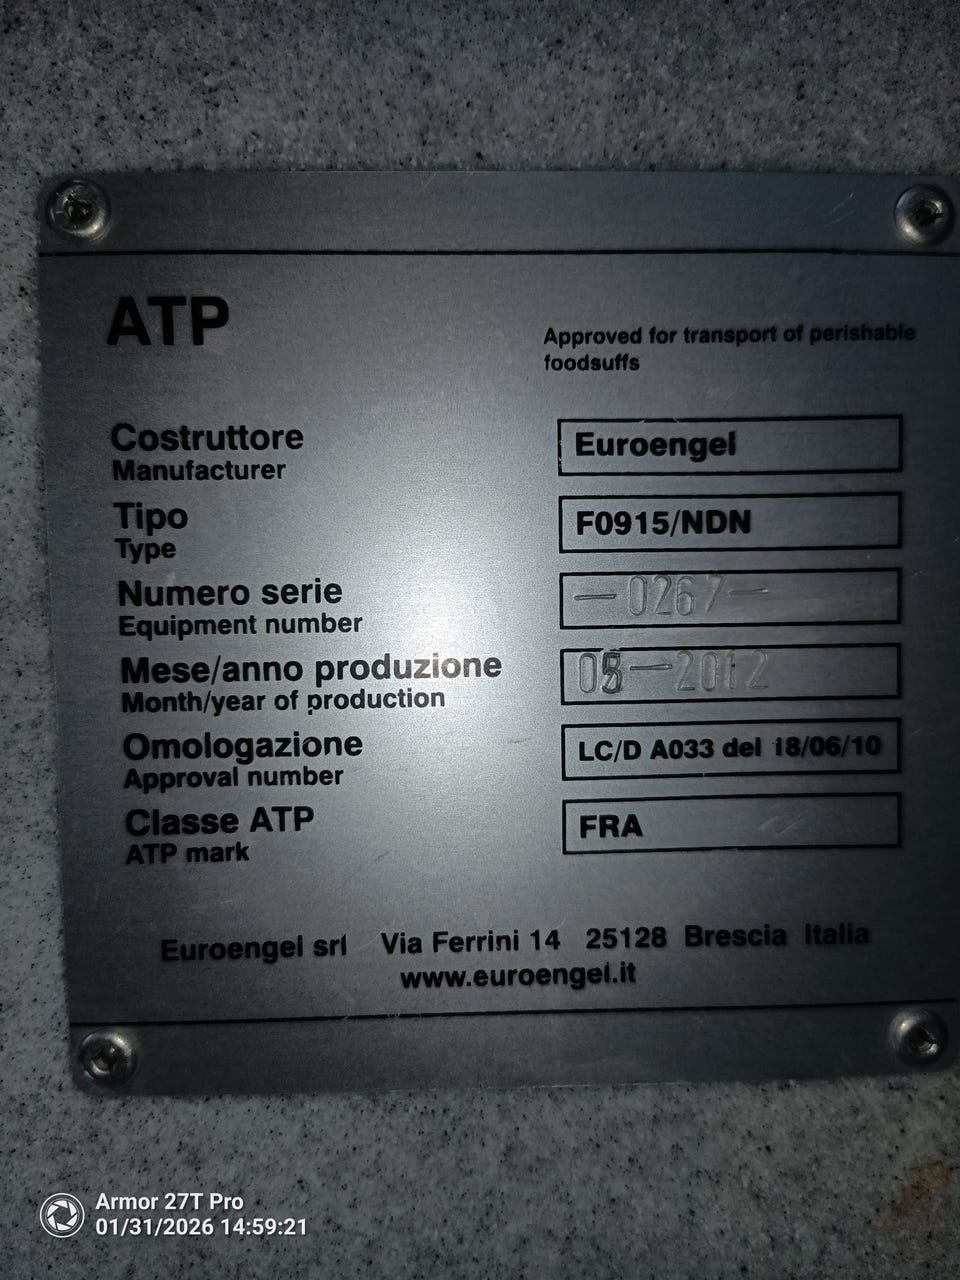 ATP
Approved for transport of perishable
foodsuffs
Costruttore
Manufacturer
Euroengel
Tipo
Type
F0915/NDN
Numero serie
Equipment number
—0267—
Mese/anno produzione
Month/year of production
05—2012
Omologazione
Approval number
LC/D A033 del 18/06/10
Classe ATP
ATP mark
FRA
Euroengel srl Via Ferrini 14 25128 Brescia Italia
www.euroengel.it
Armor 27T Pro
01/31/2026 14:59:21